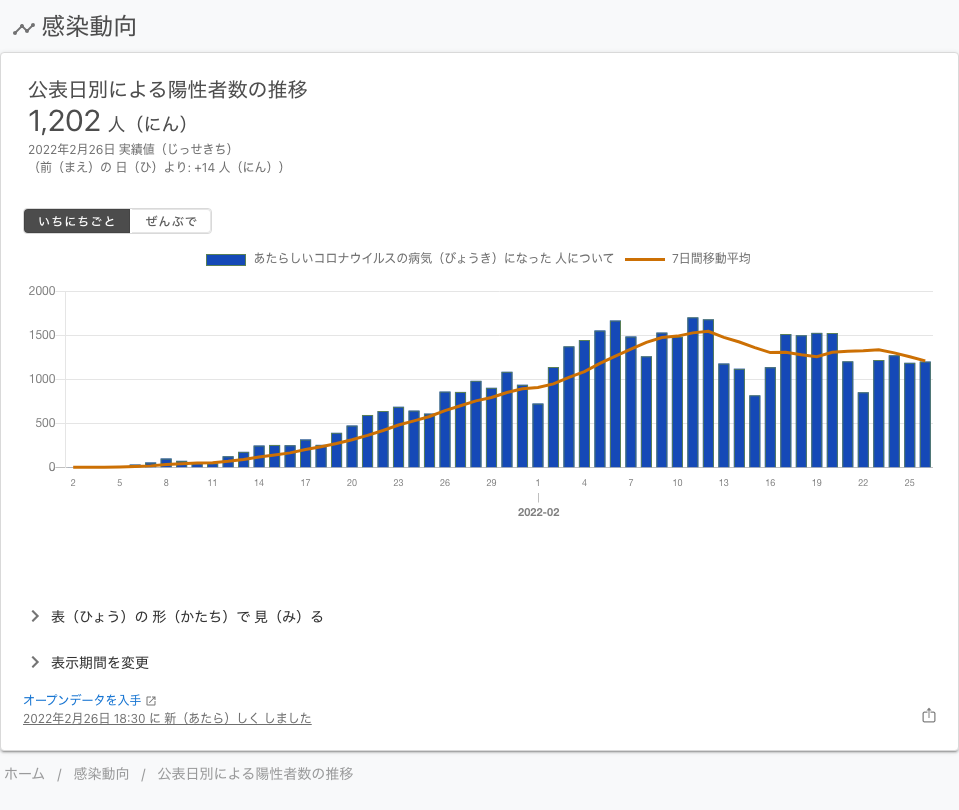 感染動向
公表日別による陽性者数の推移
1,202 人（にん）
2022年2月26日 実績値（じっせきち）
（前（まえ）の 日（ひ）より: +14 人（にん））
いちにちごと ぜんぶで
あたらしいコロナウイルスの病気（びょうき）になった 人について 7日間移動平均
2000
1500
1000
500
0
2 5 8 11 14 17 20 23 26 29 1 4 7 10 13 16 19 22 25
2022-02
表（ひょう）の 形（かたち）で 見（み）る
表示期間を変更
オープンデータを入手
2022年2月26日 18:30 に 新（あたら）しく しました
ホーム / 感染動向 / 公表日別による陽性者数の推移